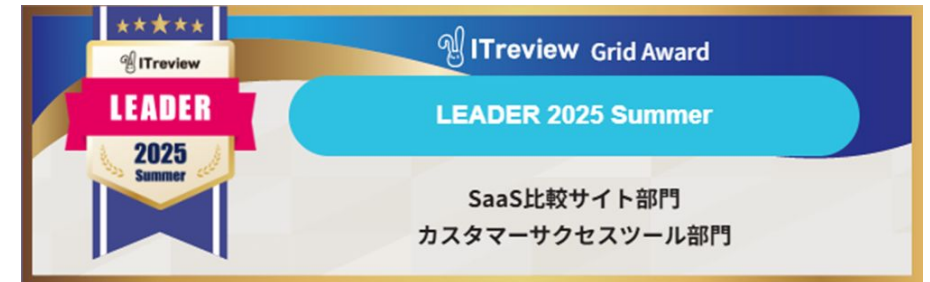 ITreview
LEADER
2025
Summer
ITreview Grid Award
LEADER 2025 Summer
SaaS比較サイト部門
カスタマーサクセスツール部門